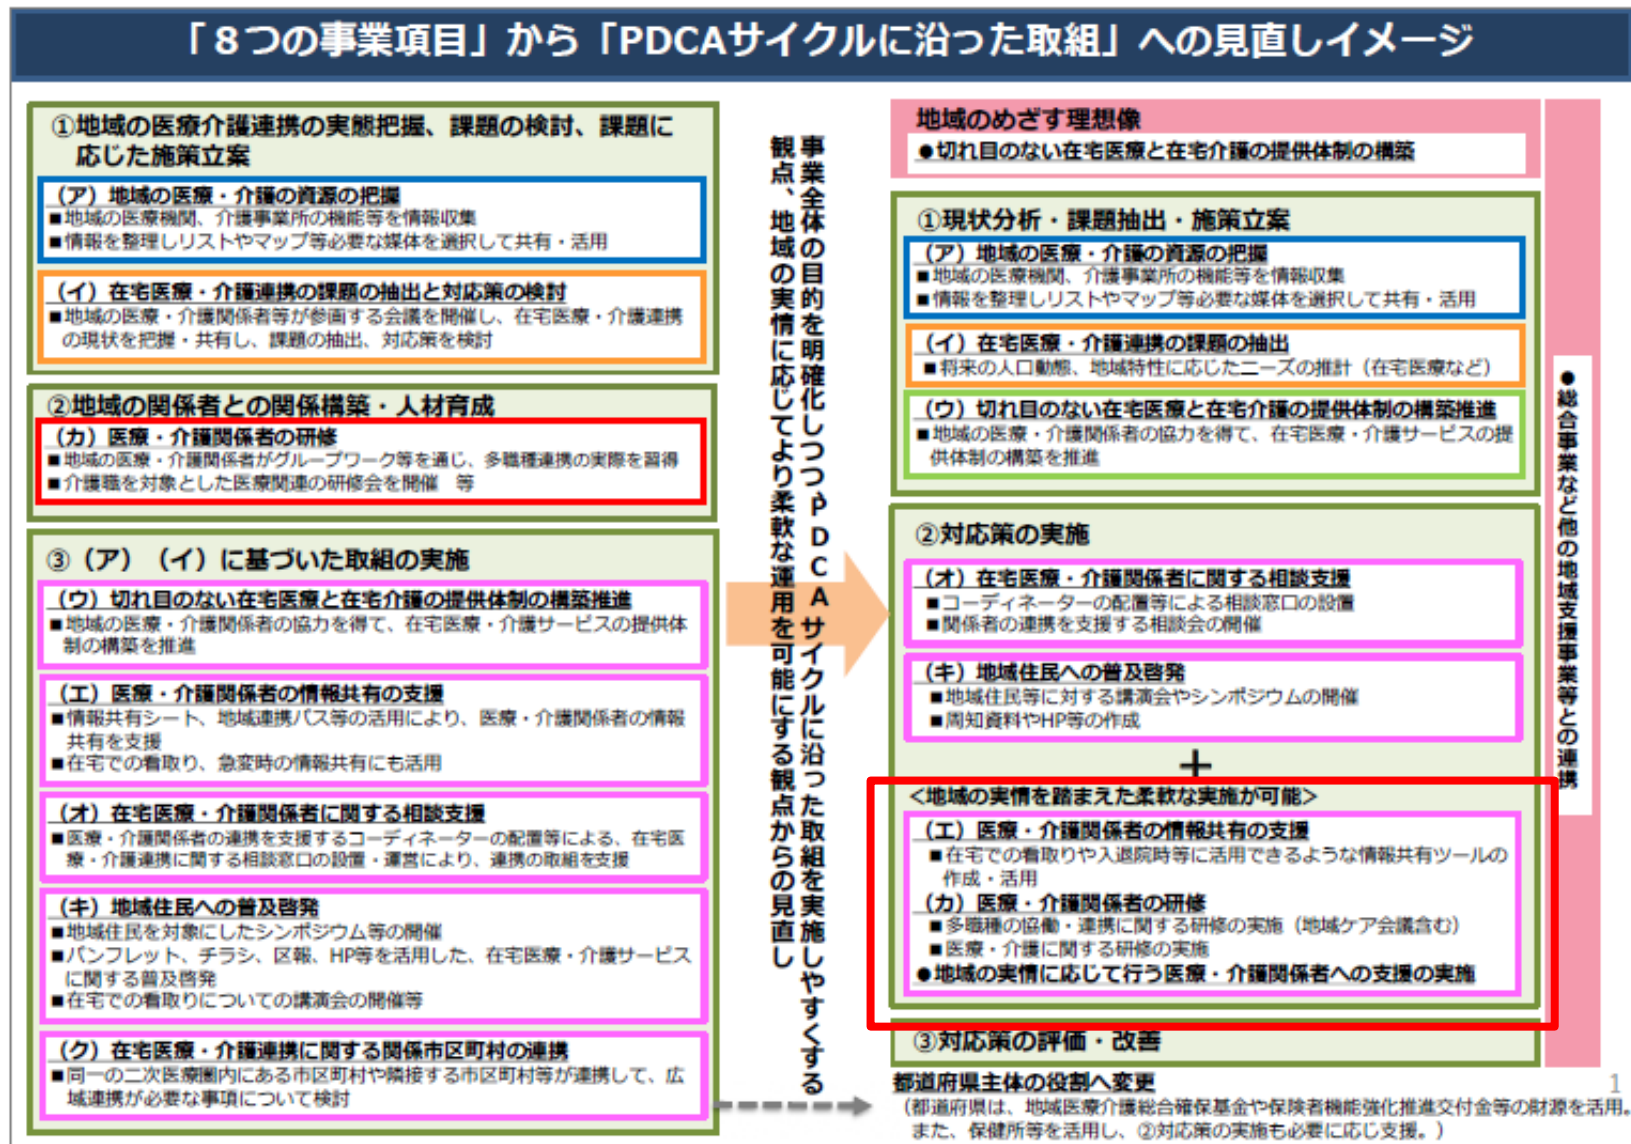 「８つの事業項目」から「PDCAサイクルに沿った取組」への見直しイメージ
①地域の医療介護連携の実態把握、課題の検討、課題に
応じた施策立案
（ア）地域の医療・介護の資源の把握
■地域の医療機関、介護事業所の機能等を情報収集
■情報を整理しリストやマップ等必要な媒体を選択して共有・活用
（イ）在宅医療・介護連携の課題の抽出と対応策の検討
■地域の医療・介護関係者等が参画する会議を開催し、在宅医療・介護連携
の現状を把握・共有し、課題の抽出、対応策を検討
②地域の関係者との関係構築・人材育成
（カ）医療・介護関係者の研修
■地域の医療・介護関係者がグループワーク等を通じ、多職種連携の実際を習得
■介護職を対象とした医療関連の研修会を開催　等
③（ア）（イ）に基づいた取組の実施
（ウ）切れ目のない在宅医療と在宅介護の提供体制の構築推進
■地域の医療・介護関係者の協力を得て、在宅医療・介護サービスの提供体
制の構築を推進
（エ）医療・介護関係者の情報共有の支援
■情報共有シート、地域連携パス等の活用により、医療・介護関係者の情報
共有を支援
■在宅での看取り、急変時の情報共有にも活用
（オ）在宅医療・介護関係者に関する相談支援
■医療・介護関係者の連携を支援するコーディネーターの配置等による、在宅医
療・介護連携に関する相談窓口の設置・運営により、連携の取組を支援
（キ）地域住民への普及啓発
■地域住民を対象にしたシンポジウム等の開催
■パンフレット、チラシ、区報、HP等を活用した、在宅医療・介護サービス
に関する普及啓発
■在宅での看取りについての講演会の開催等
（ク）在宅医療・介護連携に関する関係市区町村の連携
■同一の二次医療圏内にある市区町村や隣接する市区町村等が連携して、広
域連携が必要な事項について検討
事業全体の目的を明確化しつつ、PDCAサイクルに沿った取組を実施しやすくする
観点、地域の実情に応じてより柔軟な運用を可能にする観点からの見直し
地域のめざす理想像
●切れ目のない在宅医療と在宅介護の提供体制の構築
①現状分析・課題抽出・施策立案
（ア）地域の医療・介護の資源の把握
■地域の医療機関、介護事業所の機能等を情報収集
■情報を整理しリストやマップ等必要な媒体を選択して共有・活用
（イ）在宅医療・介護連携の課題の抽出
■将来の人口動態、地域特性に応じたニーズの推計（在宅医療など）
（ウ）切れ目のない在宅医療と在宅介護の提供体制の構築推進
■地域の医療・介護関係者の協力を得て、在宅医療・介護サービスの提
供体制の構築を推進
②対応策の実施
（オ）在宅医療・介護関係者に関する相談支援
■コーディネーターの配置等による相談窓口の設置
■関係者の連携を支援する相談会の開催
（キ）地域住民への普及啓発
■地域住民等に対する講演会やシンポジウムの開催
■周知資料やHP等の作成
＋
<地域の実情を踏まえた柔軟な実施が可能>
（エ）医療・介護関係者の情報共有の支援
■在宅での看取りや入退院時等に活用できるような情報共有ツールの
作成・活用
（カ）医療・介護関係者の研修
■多職種の協働・連携に関する研修の実施（地域ケア会議含む）
■医療・介護に関する研修の実施
●地域の実情に応じて行う医療・介護関係者への支援の実施
③対応策の評価・改善
●総合事業など他の地域支援事業等との連携
都道府県主体の役割へ変更
（都道府県は、地域医療介護総合確保基金や保険者機能強化推進交付金等の財源を活用。
また、保健所等を活用し、②対応策の実施も必要に応じ支援。）
1